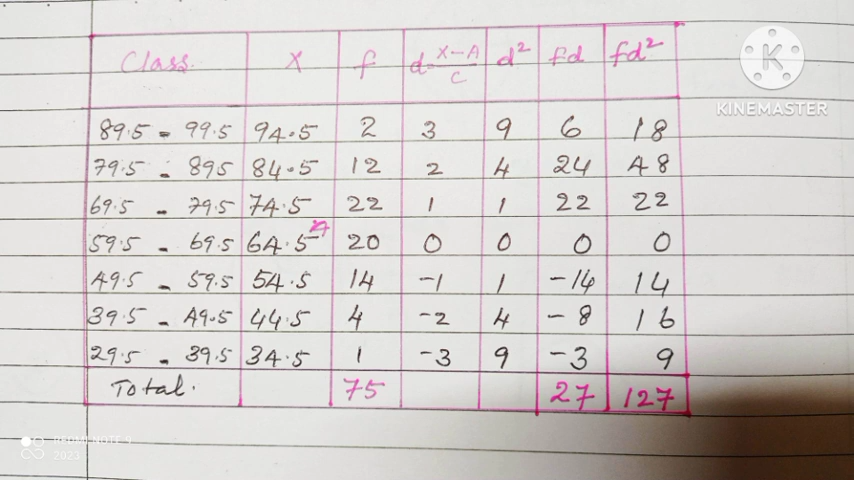 Class. X f d=X-A/C d² fd fd²
KINEMASTER
89.5 - 99.5 94.5 2 3 9 6 18
79.5 - 895 84.5 12 2 4 24 48
69.5 - 79.5 74.5 22 1 1 22 22
59.5 - 69.5 64.5 A 20 0 0 0 0
49.5 - 59.5 54.5 14 -1 1 -14 14
39.5 - 49.5 44.5 4 -2 4 -8 16
29.5 - 39.5 34.5 1 -3 9 -3 9
Total. 75 27 127
REDMI NOTE 9
2023